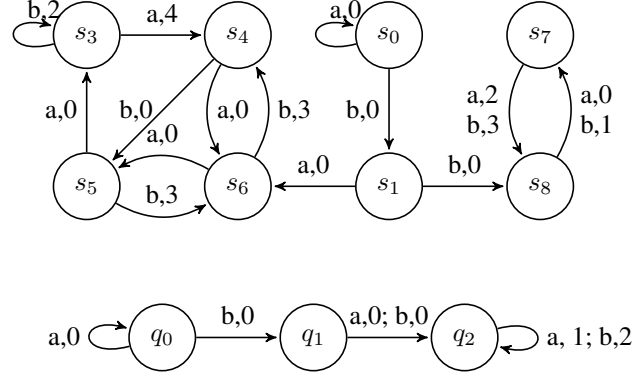 b,2
s3
a,4
s4
a,0
s0
s7
a,0
b,0
a,0
a,0
b,3
b,0
a,2
b,3
a,0
b,1
s5
b,3
s6
a,0
s1
b,0
s8
a,0
q0
b,0
q1
a,0; b,0
q2
a, 1; b,2